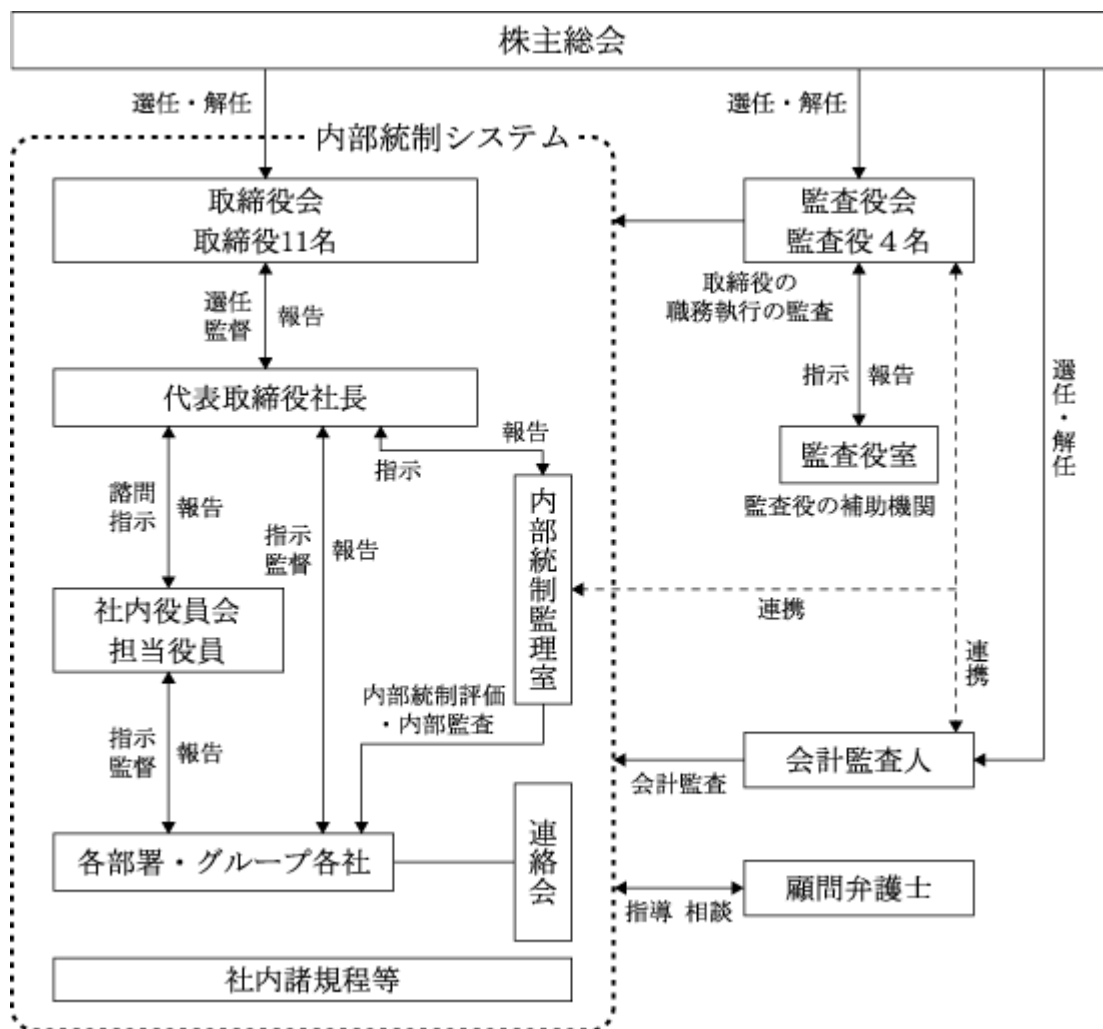 株主総会
選任・解任
選任・解任
内部統制システム
取締役会
取締役11名
監査役会
監査役４名
選任
監督
報告
取締役の
職務執行の監査
代表取締役社長
指示
報告
選任・解任
報告
指示
監査役室
監査役の補助機関
諮問
指示
報告
指示
監督
報告
内部統制監理室
社内役員会
担当役員
連携
連携
内部統制評価
・内部監査
指示
監督
報告
会計監査人
会計監査
連絡会
各部署・グループ各社
顧問弁護士
指導 相談
社内諸規程等